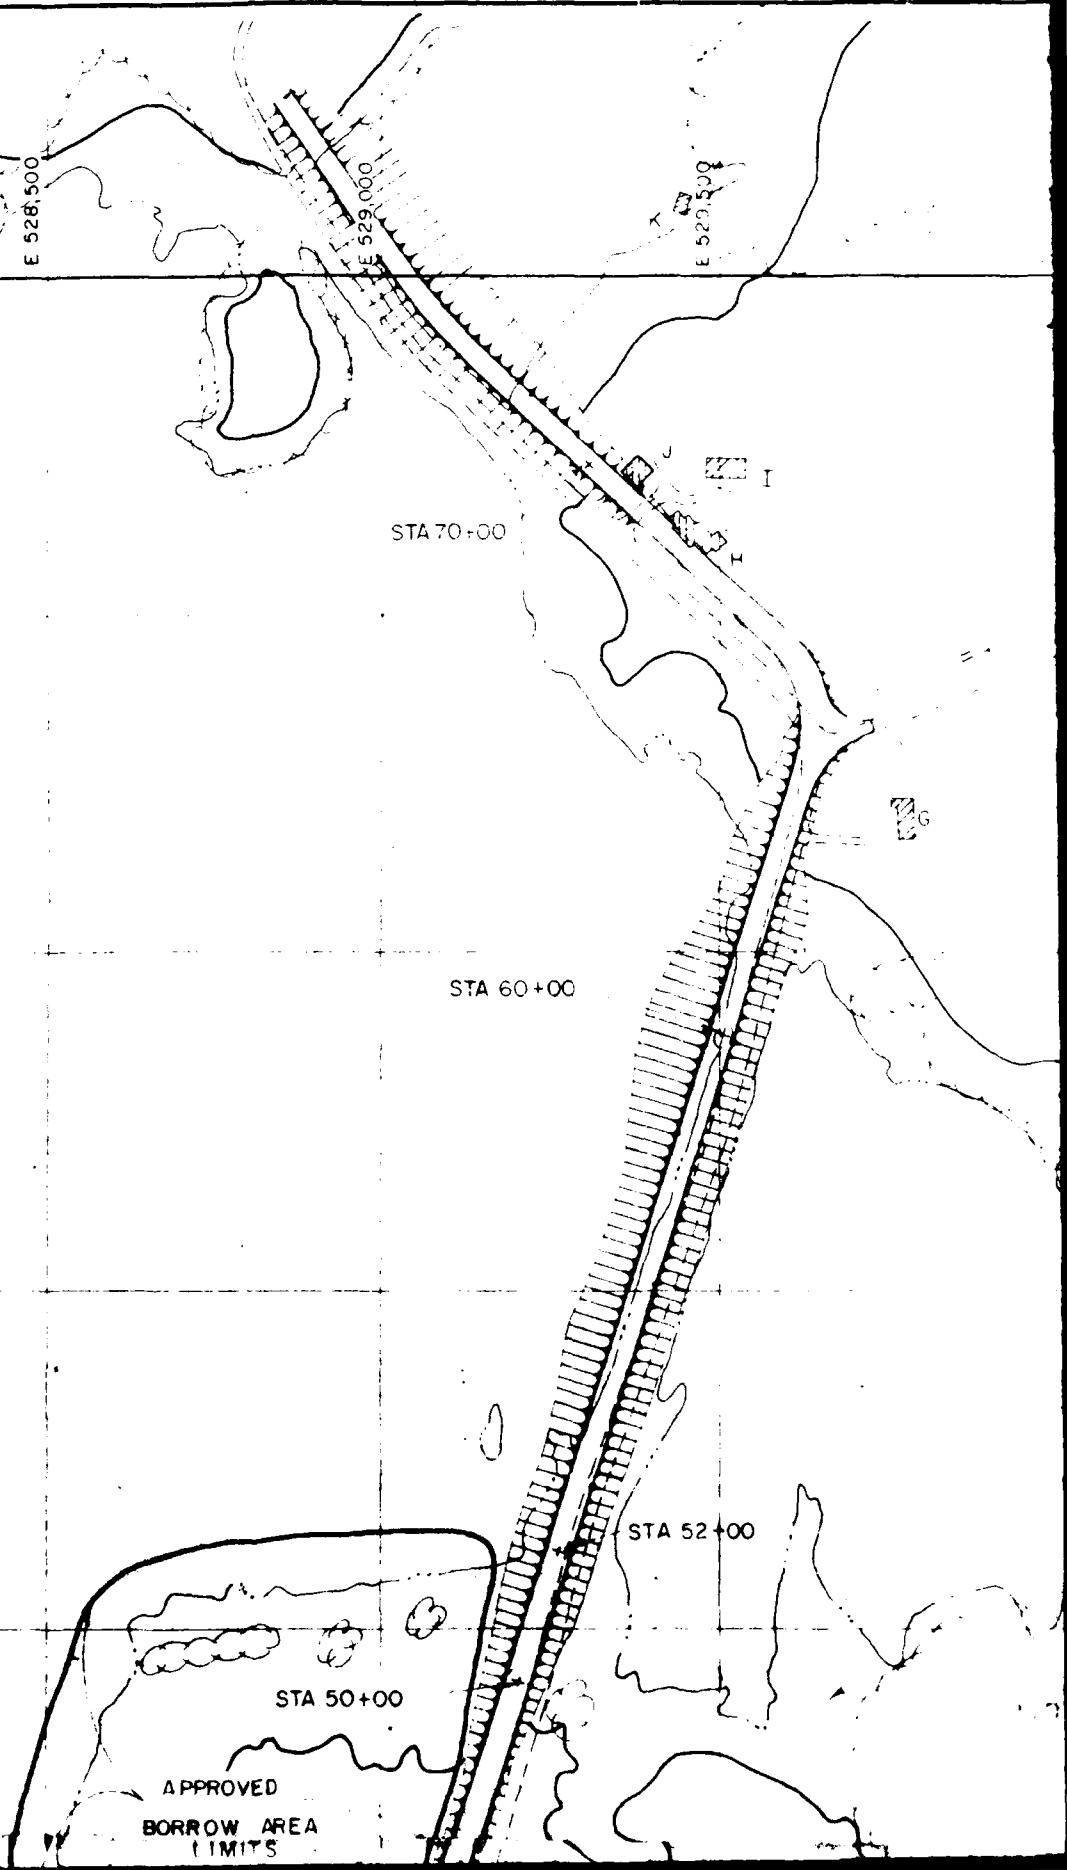 E 528,500
E 529,000
E 529,500
K
J
I
H
STA 70+00
G
STA 60+00
STA 52+00
STA 50+00
APPROVED
BORROW AREA
LIMITS